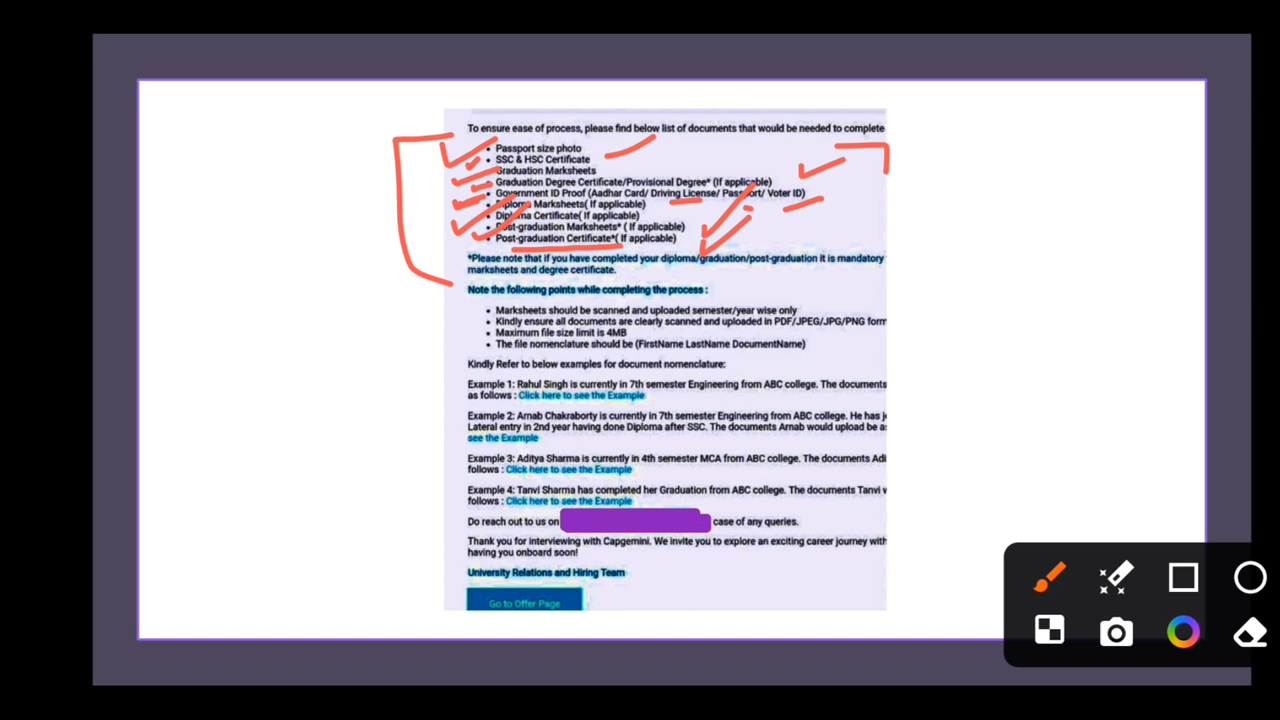 To ensure ease of process, please find below list of documents that would be needed to complete
• Passport size photo
• SSC & HSC Certificate
• Graduation Marksheets
• Graduation Degree Certificate/Provisional Degree* (If applicable)
• Government ID Proof (Aadhar Card/ Driving License/ Passport/ Voter ID)
• Diploma Marksheets( If applicable)
• Diploma Certificate( If applicable)
• Post-graduation Marksheets* ( If applicable)
• Post-graduation Certificate*( If applicable)
*Please note that if you have completed your diploma/graduation/post-graduation it is mandatory
marksheets and degree certificate.
Note the following points while completing the process :
• Marksheets should be scanned and uploaded semester/year wise only
• Kindly ensure all documents are clearly scanned and uploaded in PDF/JPEG/JPG/PNG form
• Maximum file size limit is 4MB
• The file nomenclature should be (FirstName LastName DocumentName)
Kindly Refer to below examples for document nomenclature:
Example 1: Rahul Singh is currently in 7th semester Engineering from ABC college. The documents
as follows : Click here to see the Example
Example 2: Arnab Chakraborty is currently in 7th semester Engineering from ABC college. He has
Lateral entry in 2nd year having done Diploma after SSC. The documents Arnab would upload be
see the Example
Example 3: Aditya Sharma is currently in 4th semester MCA from ABC college. The documents Adi
follows : Click here to see the Example
Example 4: Tanvi Sharma has completed her Graduation from ABC college. The documents Tanvi
follows : Click here to see the Example
Do reach out to us on case of any queries.
Thank you for interviewing with Capgemini. We invite you to explore an exciting career journey with
having you onboard soon!
University Relations and Hiring Team
Go to Offer Page